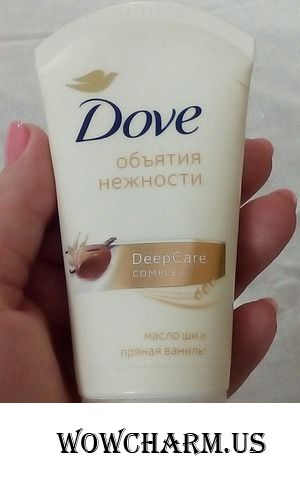 Dove
объятия
нежности
DeepCare
COMPLEX
масло ши и
пряная ваниль
WOWCHARM.US